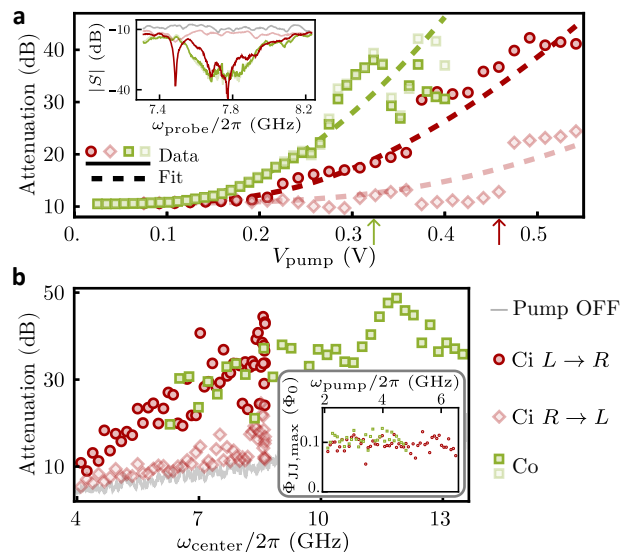 a
Attenuation (dB)
40
30
20
10
-10
-40
|S| (dB)
7.4
7.8
8.2
ω_probe/2π (GHz)
Data
Fit
0.
0.1
0.2
0.3
0.4
0.5
V_pump (V)
b
Attenuation (dB)
50
30
10
4
7
10
13
ω_center/2π (GHz)
ω_pump/2π (GHz)
2
4
6
Φ_JJ,max (Φ_0)
0.1
0.
Pump OFF
Ci L → R
Ci R → L
Co